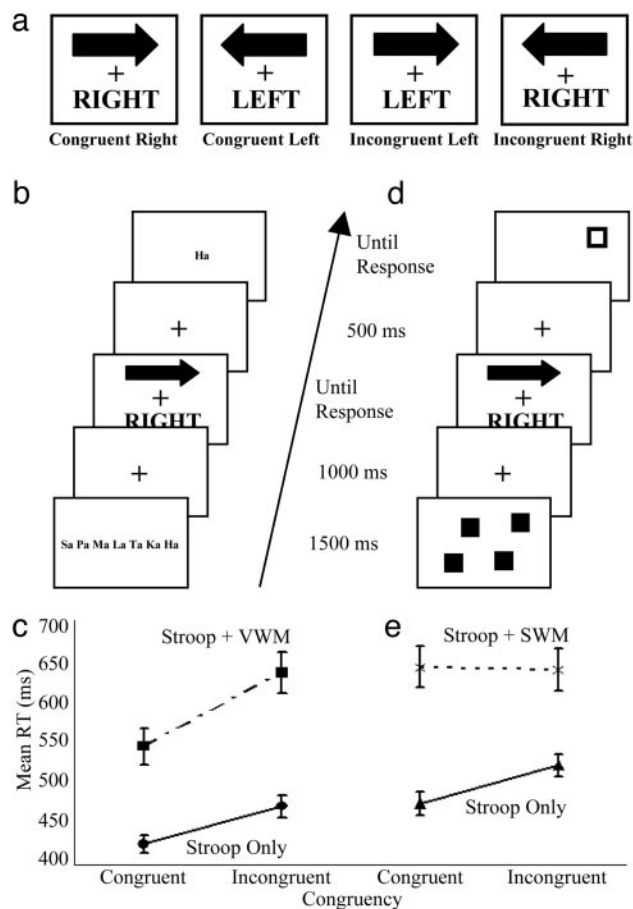 a
+
RIGHT
Congruent Right
+
LEFT
Congruent Left
+
LEFT
Incongruent Left
+
RIGHT
Incongruent Right
b
Ha
+
+
RIGHT
+
Sa Pa Ma La Ta Ka Ha
Until
Response
500 ms
Until
Response
1000 ms
1500 ms
d
+
+
RIGHT
+
c
700
650
600
550
500
450
400
Mean RT (ms)
Stroop + VWM
Stroop Only
Congruent
Incongruent
e
Stroop + SWM
Stroop Only
Congruent
Incongruent
Congruency